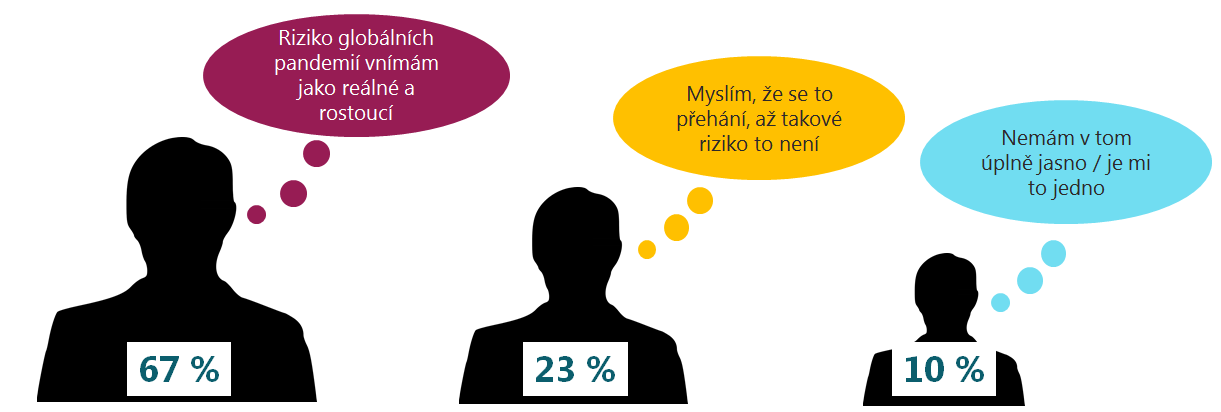 Riziko globálních
pandemií vnímám
jako reálné a
rostoucí
67 %
Myslím, že se to
přehání, až takové
riziko to není
23 %
Nemám v tom
úplně jasno / je mi
to jedno
10 %